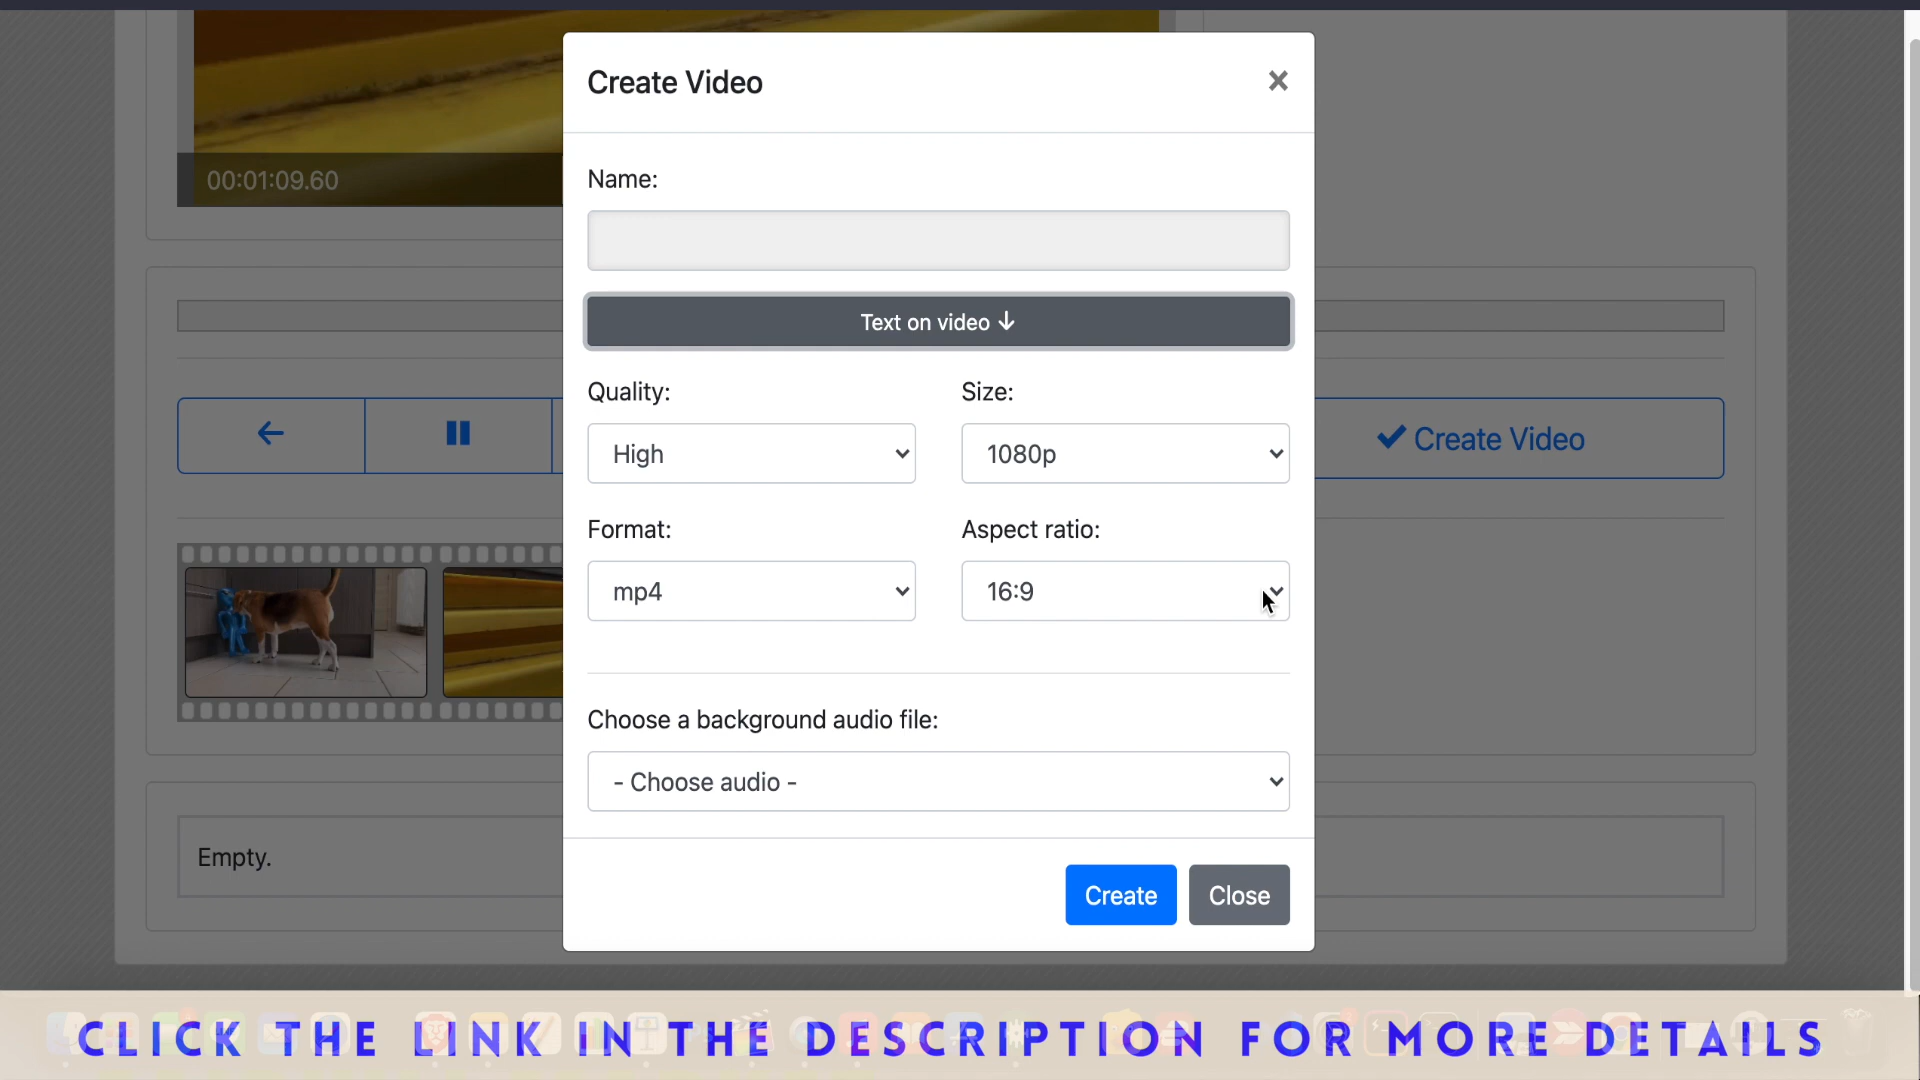 Create Video
×
Name:
00:01:09.60
Text on video ↓
Quality:
Size:
High
1080p
Create Video
Format:
Aspect ratio:
mp4
16:9
Choose a background audio file:
- Choose audio -
Empty.
Create
Close
CLICK THE LINK IN THE DESCRIPTION FOR MORE DETAILS